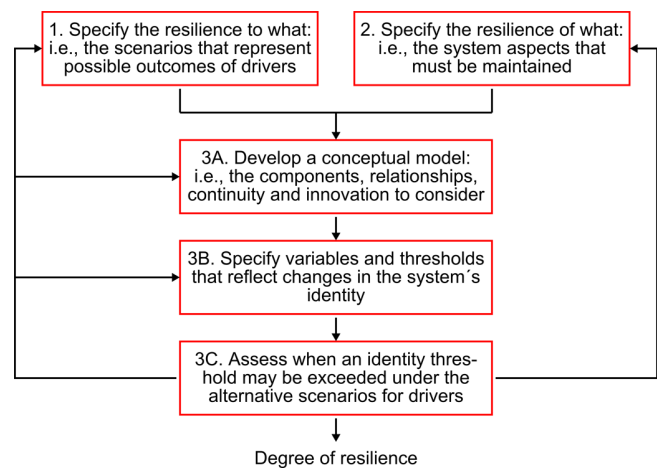 1. Specify the resilience to what:
i.e., the scenarios that represent
possible outcomes of drivers
2. Specify the resilience of what:
i.e., the system aspects that
must be maintained
3A. Develop a conceptual model:
i.e., the components, relationships,
continuity and innovation to consider
3B. Specify variables and thresholds
that reflect changes in the system´s
identity
3C. Assess when an identity thres-
hold may be exceeded under the
alternative scenarios for drivers
Degree of resilience